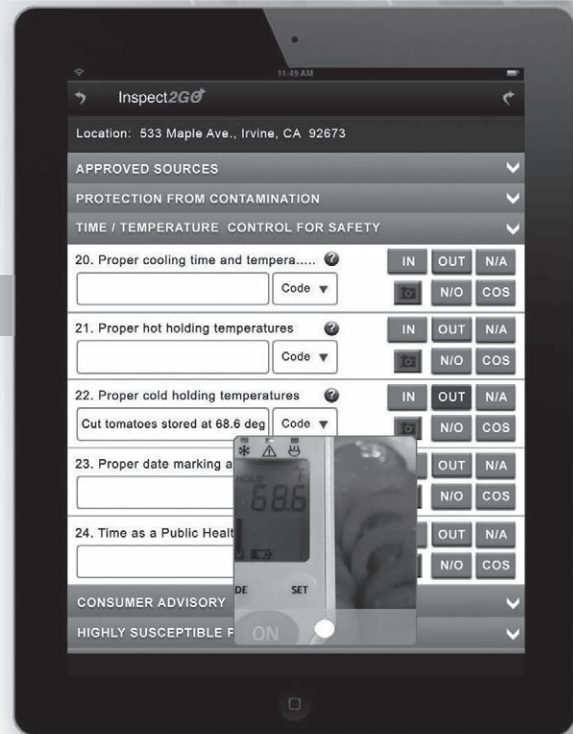 11:49 AM
Inspect2GO
Location: 533 Maple Ave., Irvine, CA 92673
APPROVED SOURCES
PROTECTION FROM CONTAMINATION
TIME / TEMPERATURE CONTROL FOR SAFETY
20. Proper cooling time and tempera..... ? IN OUT N/A
Code ▼ N/O COS
21. Proper hot holding temperatures ? IN OUT N/A
Code ▼ N/O COS
22. Proper cold holding temperatures ? IN OUT N/A
Cut tomatoes stored at 68.6 deg Code ▼ N/O COS
23. Proper date marking a OUT N/A
N/O COS
24. Time as a Public Healt OUT N/A
N/O COS
CONSUMER ADVISORY
HIGHLY SUSCEPTIBLE F
HOLD
68.6
DE SET
ON